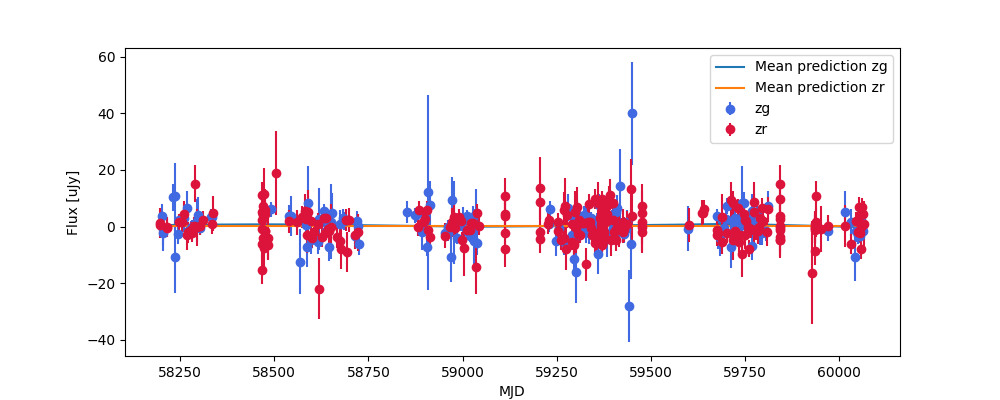 60
40
20
0
−20
−40
Flux [uJy]
58250
58500
58750
59000
59250
59500
59750
60000
MJD
Mean prediction zg
Mean prediction zr
zg
zr